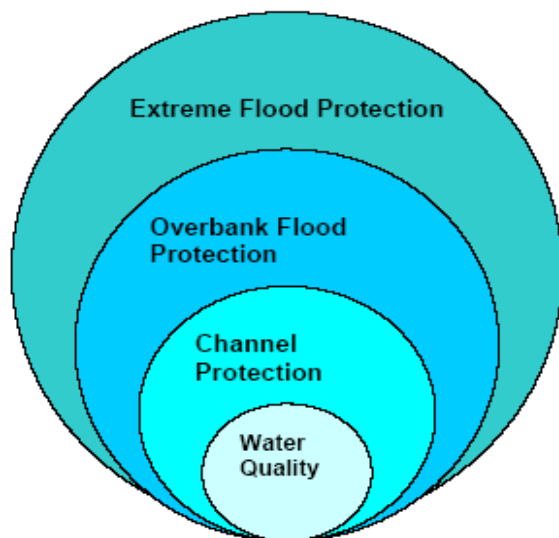 Extreme Flood Protection
Overbank Flood
Protection
Channel
Protection
Water
Quality